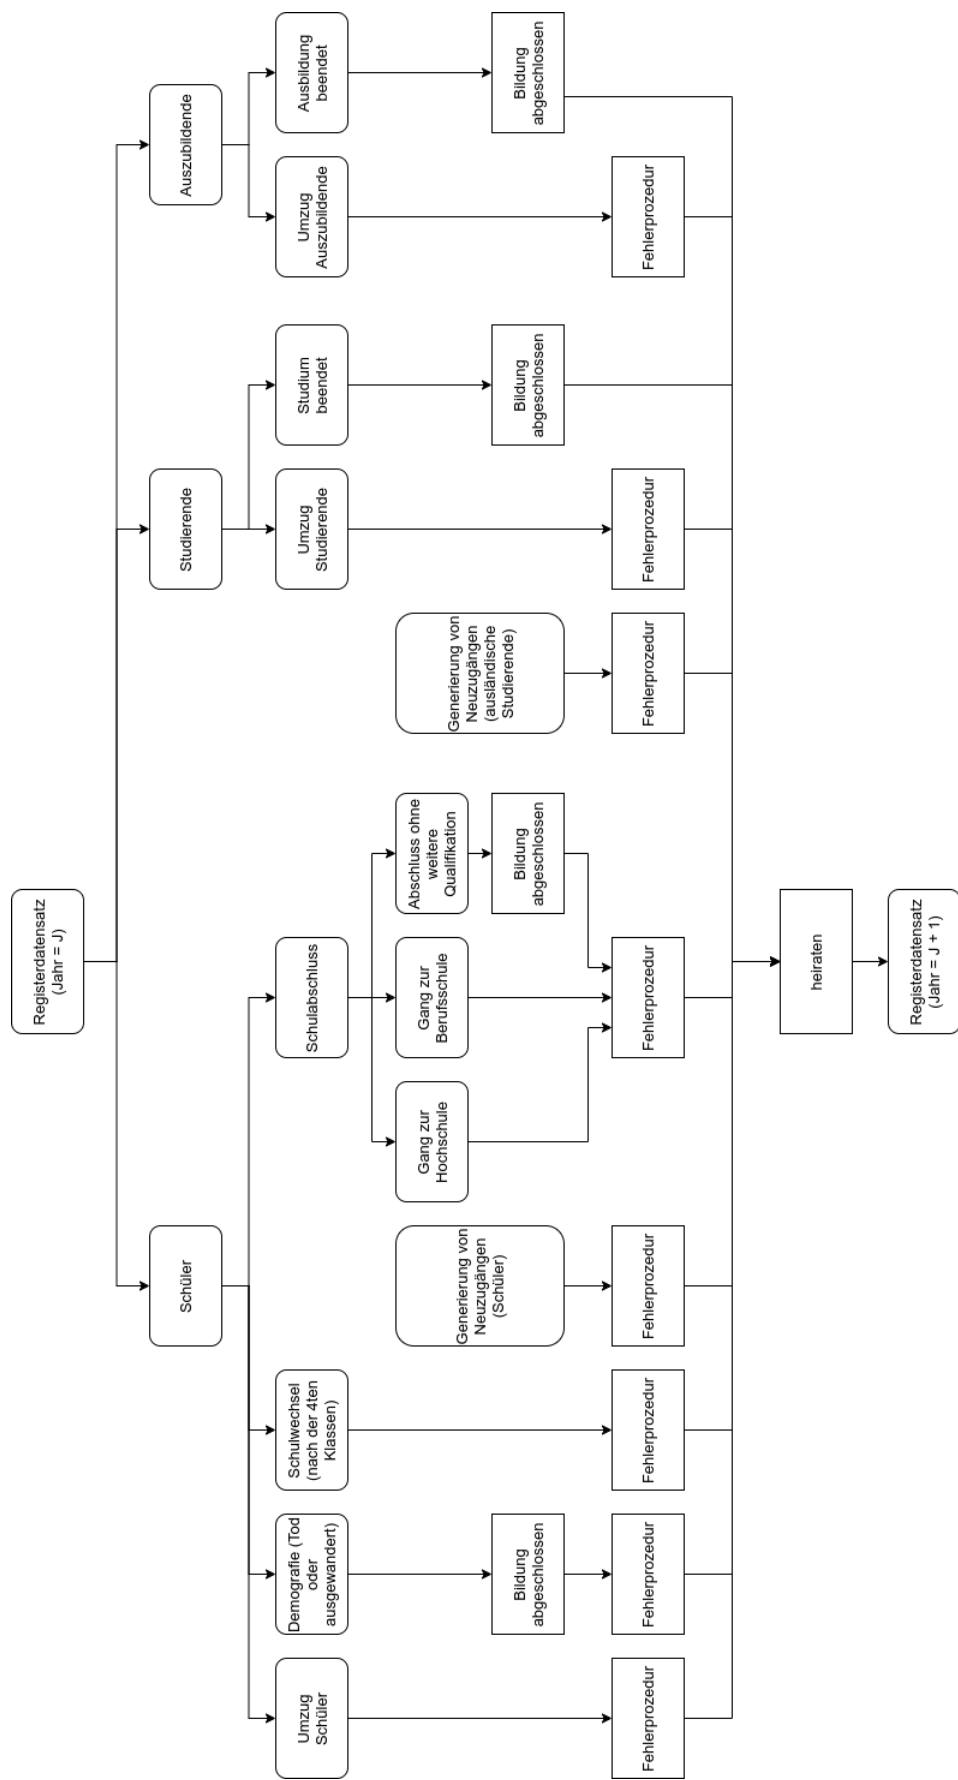 Registerdatensatz
(Jahr = J)
Schüler
Studierende
Auszubildende
Umzug
Schüler
Demografie (Tod
oder
ausgewandert)
Schulwechsel
(nach der 4ten
Klassen)
Schulabschluss
Umzug
Studierende
Studium
beendet
Umzug
Auszubildende
Ausbildung
beendet
Generierung von
Neuzugängen
(Schüler)
Gang zur
Hochschule
Gang zur
Berufsschule
Abschluss ohne
weitere
Qualifikation
Generierung von
Neuzugängen
(ausländische
Studierende)
Bildung
abgeschlossen
Bildung
abgeschlossen
Bildung
abgeschlossen
Bildung
abgeschlossen
Fehlerprozedur
Fehlerprozedur
Fehlerprozedur
Fehlerprozedur
Fehlerprozedur
Fehlerprozedur
Fehlerprozedur
Fehlerprozedur
heiraten
Registerdatensatz
(Jahr = J + 1)